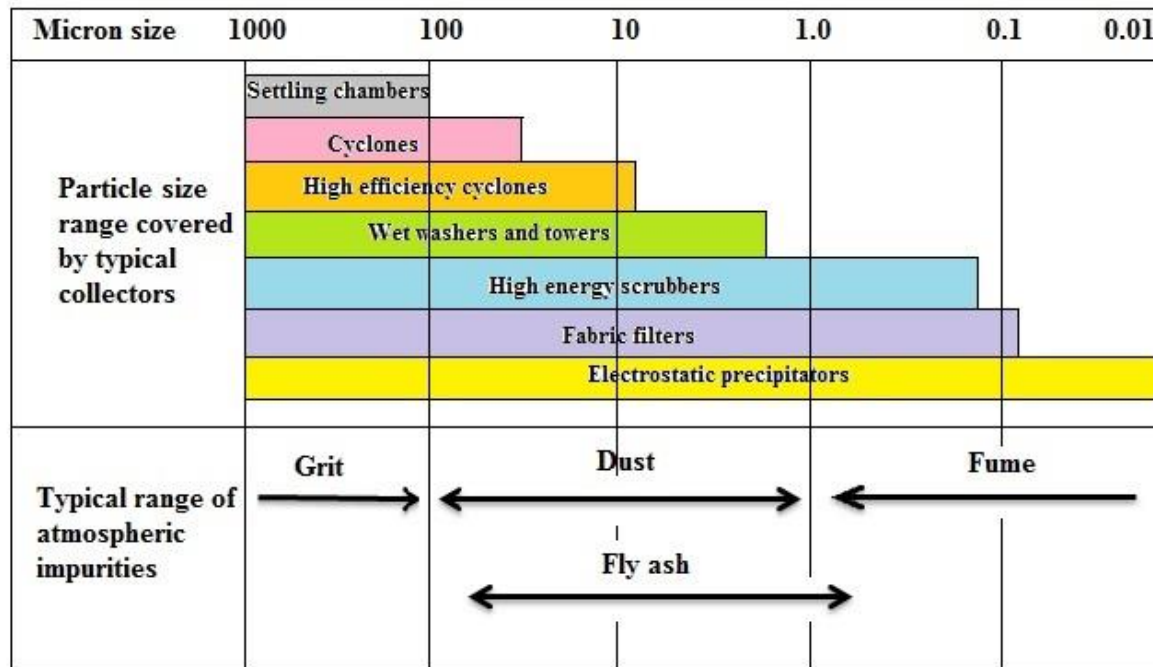 Micron size 1000 100 10 1.0 0.1 0.01
Settling chambers
Cyclones
High efficiency cyclones
Wet washers and towers
High energy scrubbers
Fabric filters
Electrostatic precipitators
Particle size
range covered
by typical
collectors
Grit Dust Fume
Fly ash
Typical range of
atmospheric
impurities